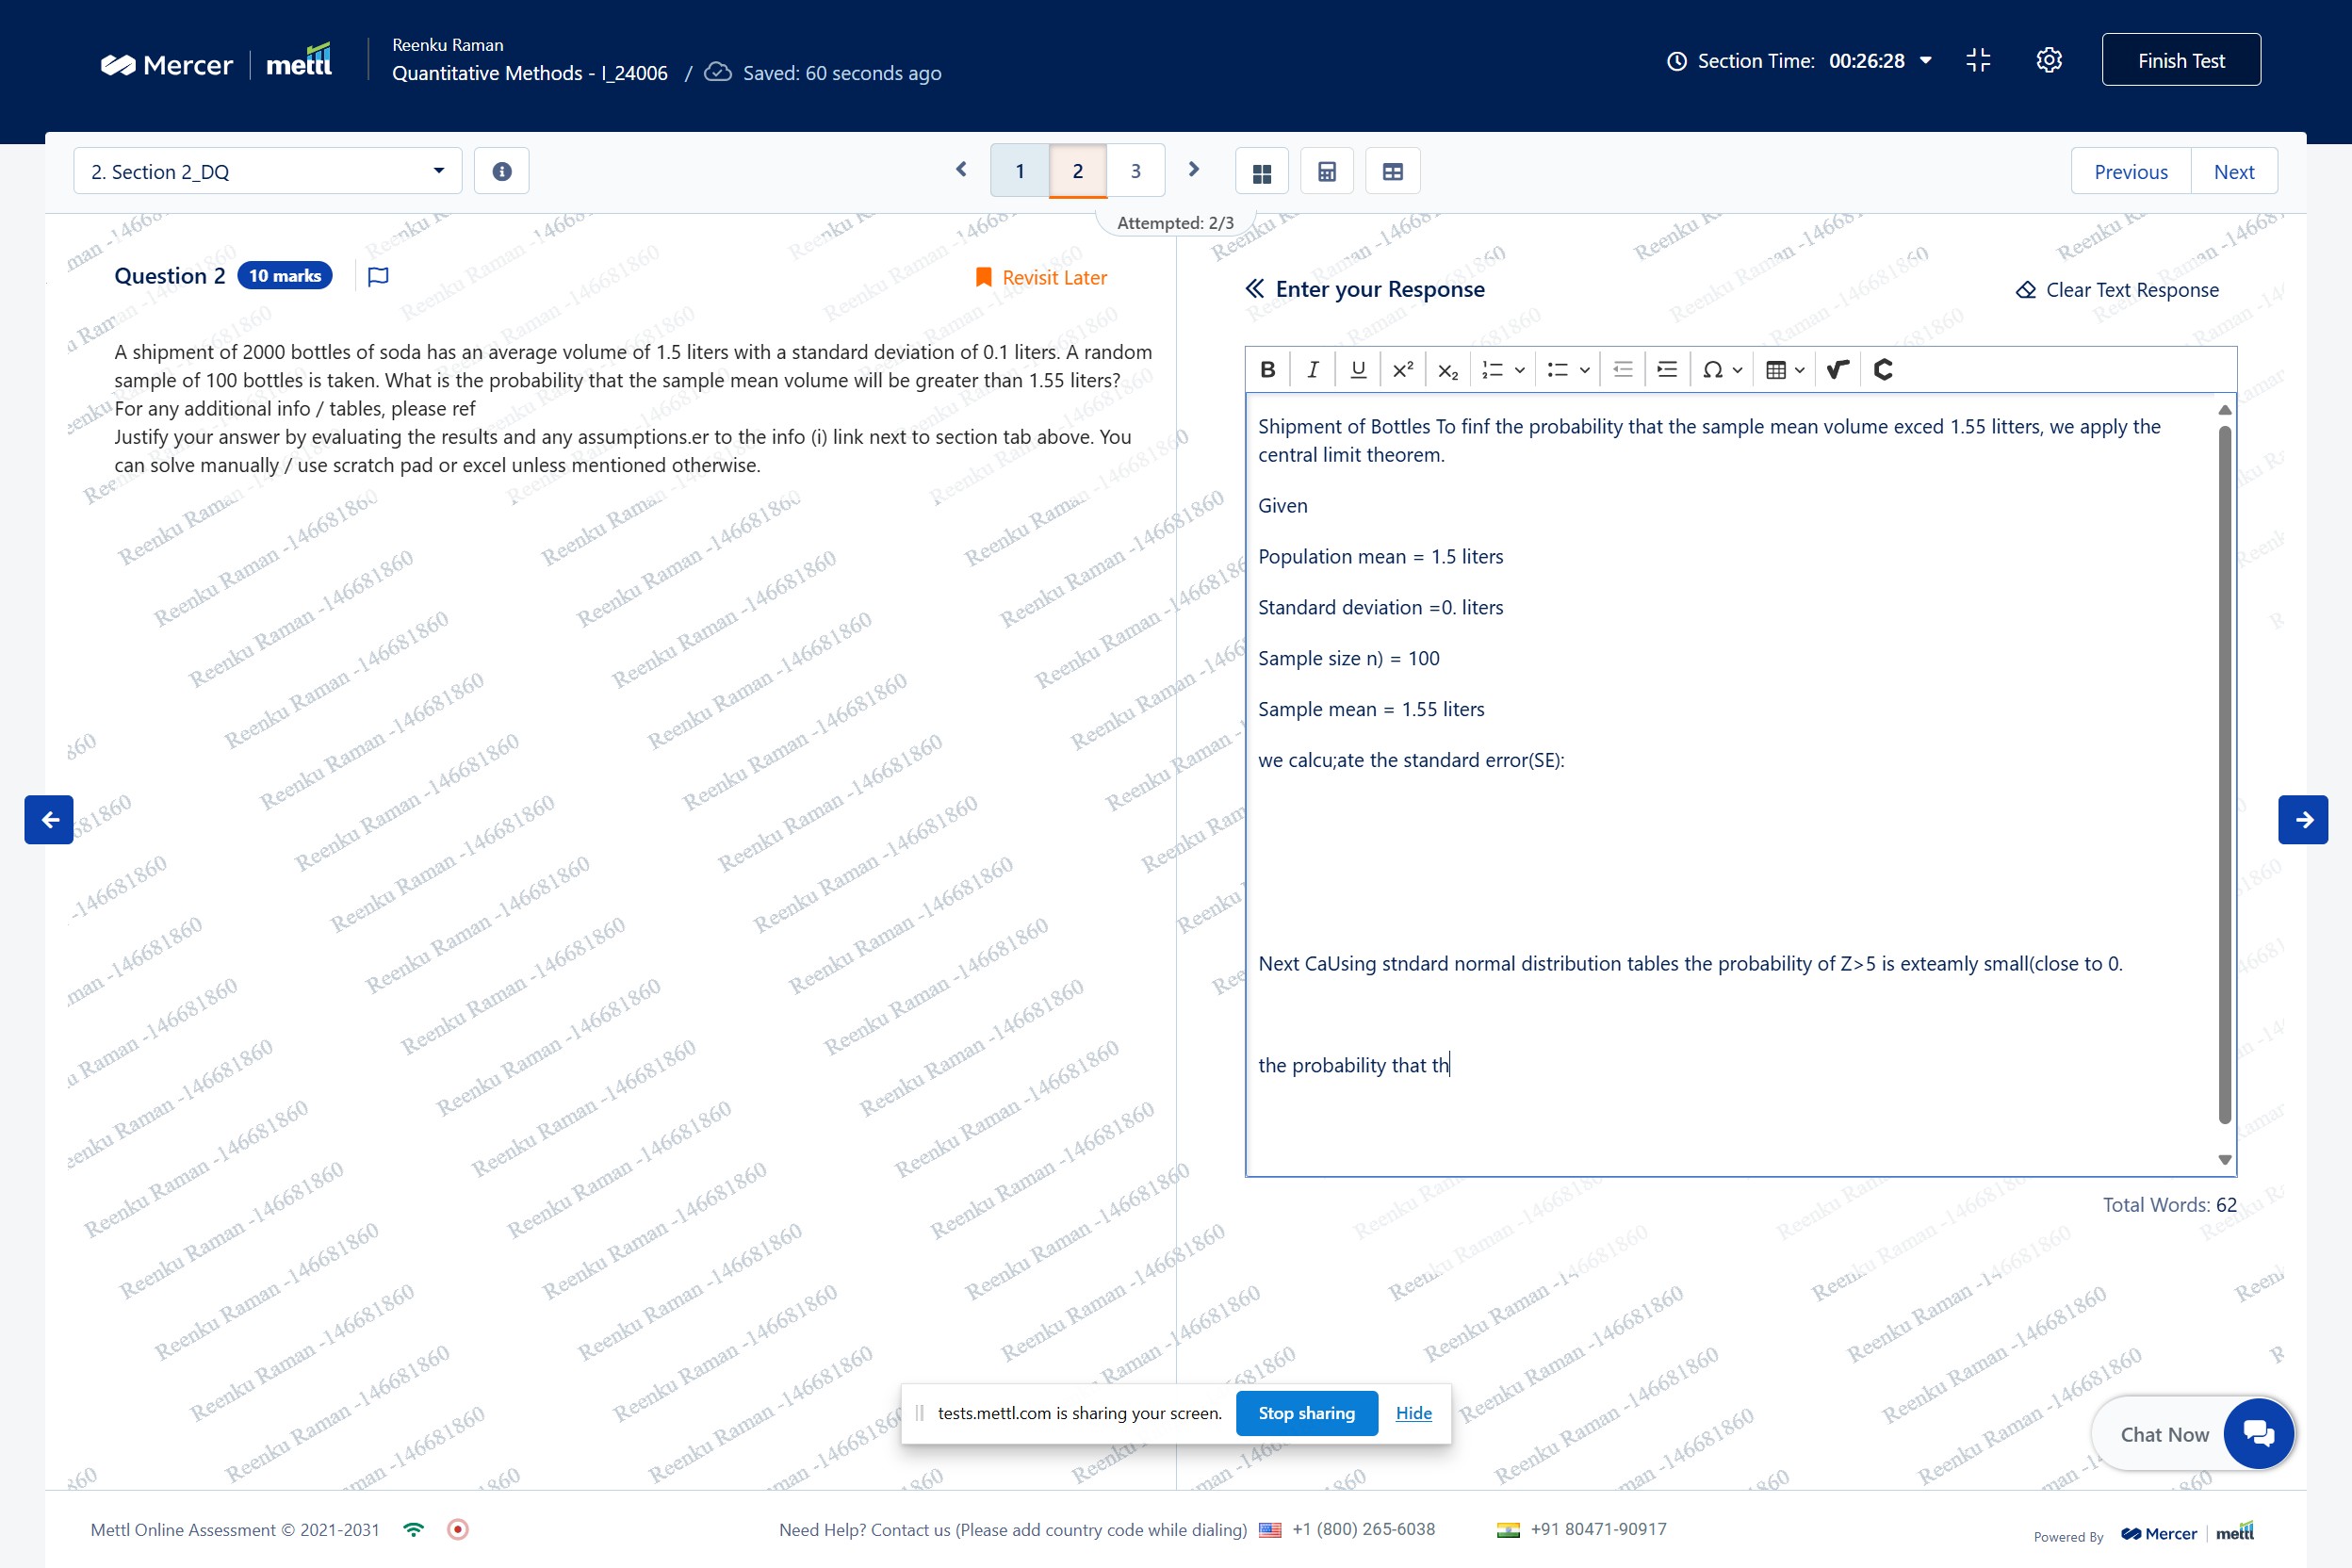 Mercer | mettl
Reenku Raman
Quantitative Methods - I_24006 / Saved: 60 seconds ago
Section Time: 00:26:28
Finish Test
2. Section 2_DQ
1 2 3
Previous Next
Attempted: 2/3
Question 2 10 marks
Revisit Later
A shipment of 2000 bottles of soda has an average volume of 1.5 liters with a standard deviation of 0.1 liters. A random
sample of 100 bottles is taken. What is the probability that the sample mean volume will be greater than 1.55 liters?
For any additional info / tables, please ref
Justify your answer by evaluating the results and any assumptions.er to the info (i) link next to section tab above. You
can solve manually / use scratch pad or excel unless mentioned otherwise.
Enter your Response
Clear Text Response
B I U x² x₂ Ω
Shipment of Bottles To finf the probability that the sample mean volume exced 1.55 litters, we apply the
central limit theorem.
Given
Population mean = 1.5 liters
Standard deviation =0. liters
Sample size n) = 100
Sample mean = 1.55 liters
we calcu;ate the standard error(SE):
Next CaUsing stndard normal distribution tables the probability of Z>5 is exteamly small(close to 0.
the probability that th
Total Words: 62
Reenku Raman -146681860
tests.mettl.com is sharing your screen. Stop sharing Hide
Chat Now
Mettl Online Assessment © 2021-2031
Need Help? Contact us (Please add country code while dialing) +1 (800) 265-6038 +91 80471-90917
Powered By Mercer | mettl